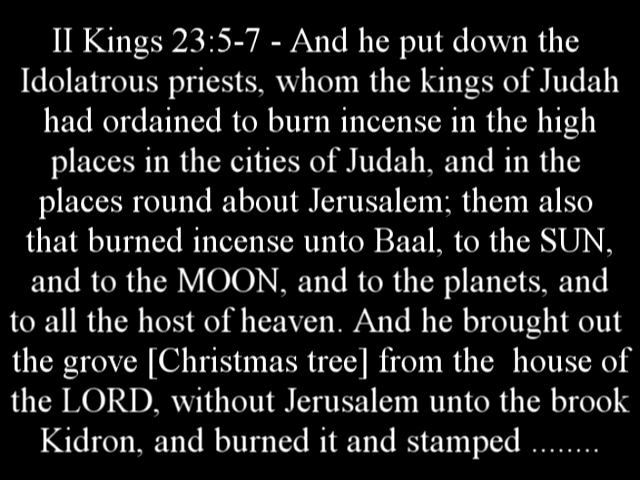 II Kings 23:5-7 - And he put down the
Idolatrous priests, whom the kings of Judah
had ordained to burn incense in the high
places in the cities of Judah, and in the
places round about Jerusalem; them also
that burned incense unto Baal, to the SUN,
and to the MOON, and to the planets, and
to all the host of heaven. And he brought out
the grove [Christmas tree] from the house of
the LORD, without Jerusalem unto the brook
Kidron, and burned it and stamped ........